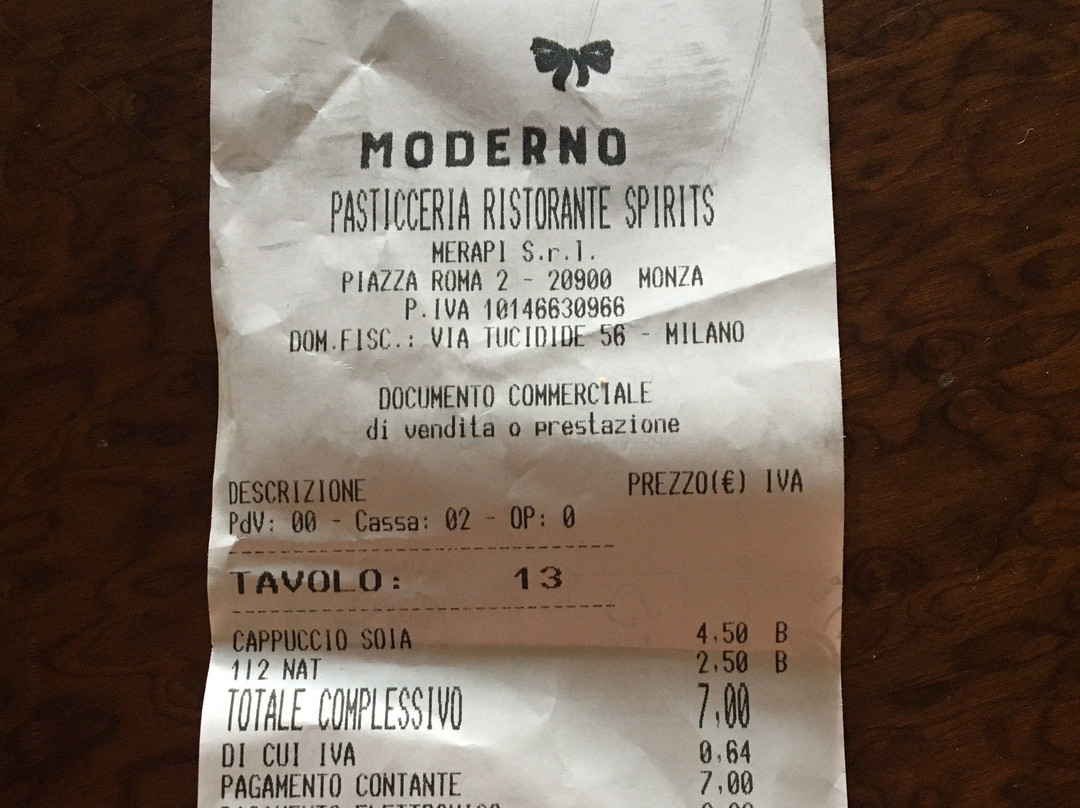 MODERNO
PASTICCERIA RISTORANTE SPIRITS
MERAPI S.r.l.
PIAZZA ROMA 2 - 20900 MONZA
P.IVA 10146630966
DOM.FISC.: VIA TUCIDIDE 56 - MILANO
DOCUMENTO COMMERCIALE
di vendita o prestazione
DESCRIZIONE PREZZO(€) IVA
PdV: 00 - Cassa: 02 - OP: 0
TAVOLO: 13
CAPPUCCIO SOIA 4,50 B
1/2 NAT 2,50 B
TOTALE COMPLESSIVO 7,00
DI CUI IVA 0,64
PAGAMENTO CONTANTE 7,00